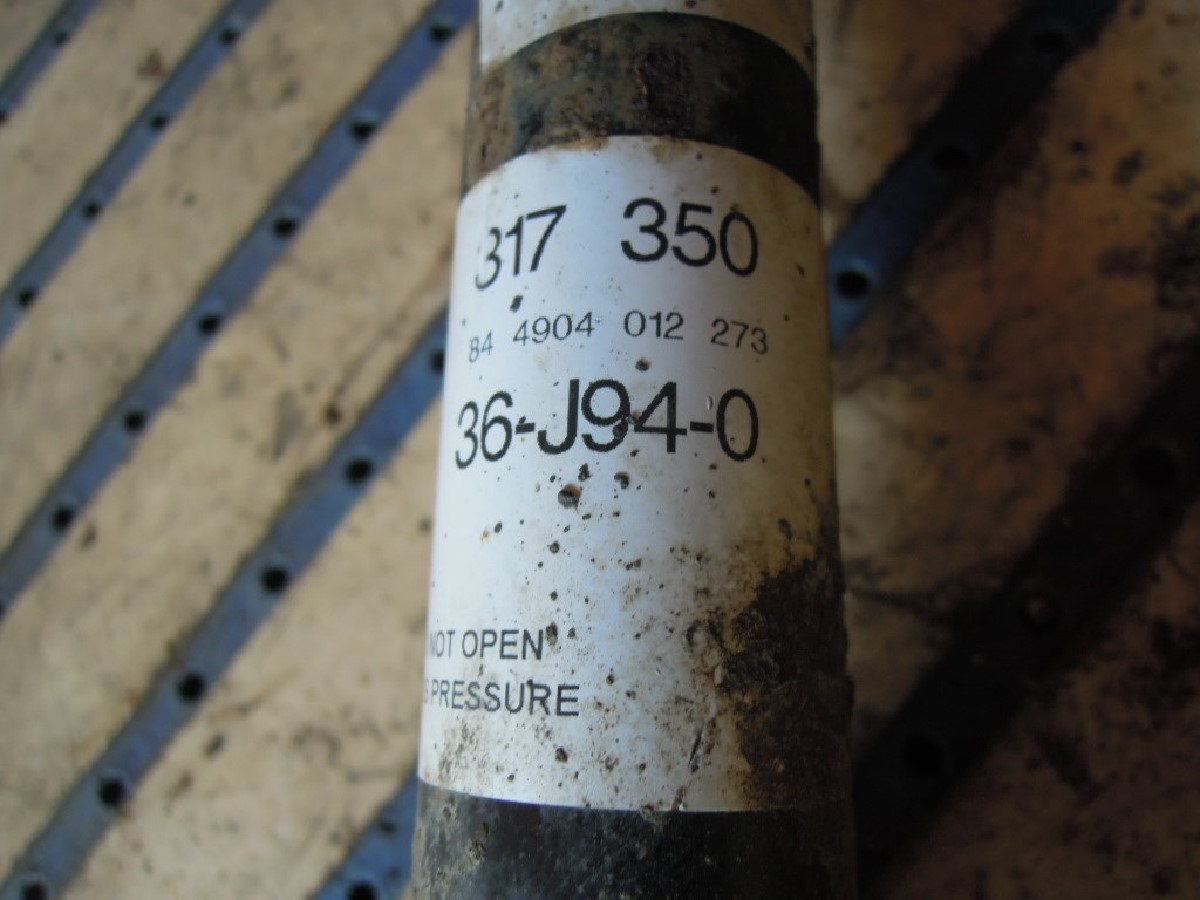 317 350
84 4904 012 273
36-J94-0
NOT OPEN
PRESSURE